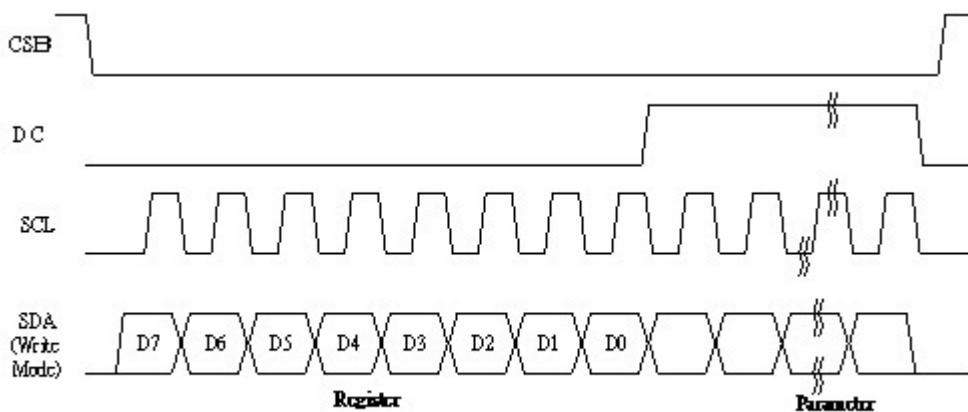 CSB
DC
SCL
SDA
(Write
Mode)
D7 D6 D5 D4 D3 D2 D1 D0
Register Parameter